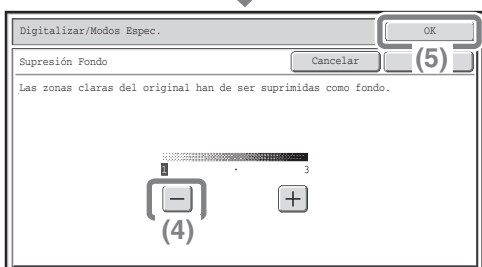 Digitalizar/Modos Espec. OK
Supresión Fondo Cancelar (5)
Las zonas claras del original han de ser suprimidas como fondo.
1 · 3
− +
(4)